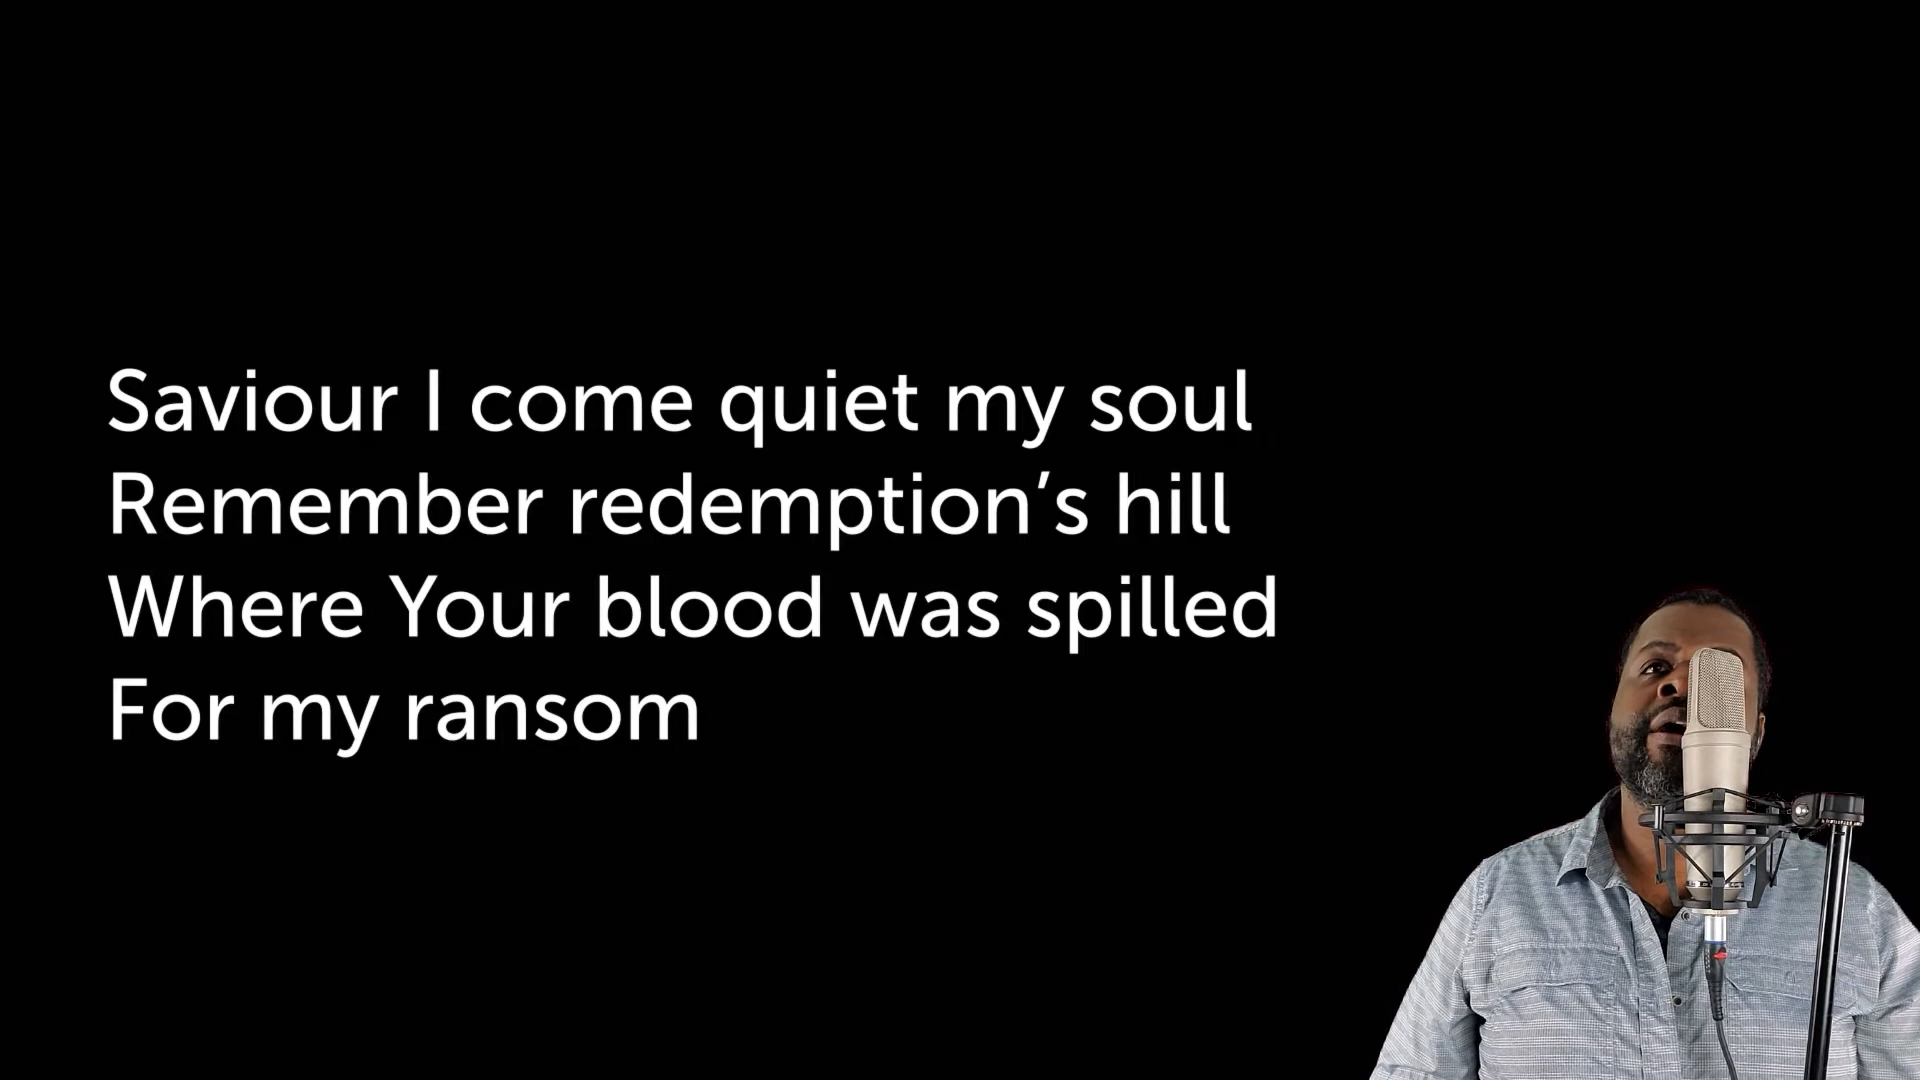 Saviour I come quiet my soul
Remember redemption’s hill
Where Your blood was spilled
For my ransom